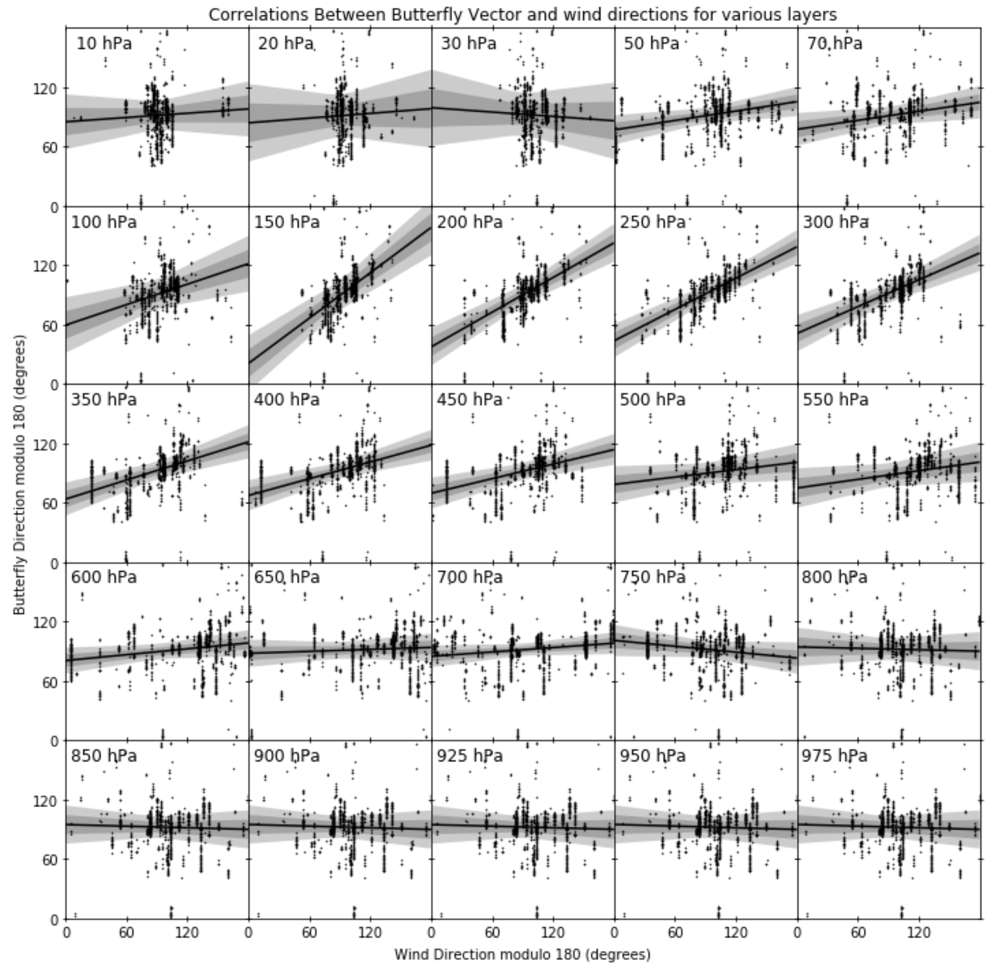 Correlations Between Butterfly Vector and wind directions for various layers
10 hPa 20 hPa 30 hPa 50 hPa 70 hPa
120
60
0
100 hPa 150 hPa 200 hPa 250 hPa 300 hPa
120
60
0
350 hPa 400 hPa 450 hPa 500 hPa 550 hPa
120
60
0
600 hPa 650 hPa 700 hPa 750 hPa 800 hPa
120
60
0
850 hPa 900 hPa 925 hPa 950 hPa 975 hPa
120
60
0
0 60 120 0 60 120 0 60 120 0 60 120 0 60 120
Butterfly Direction modulo 180 (degrees)
Wind Direction modulo 180 (degrees)